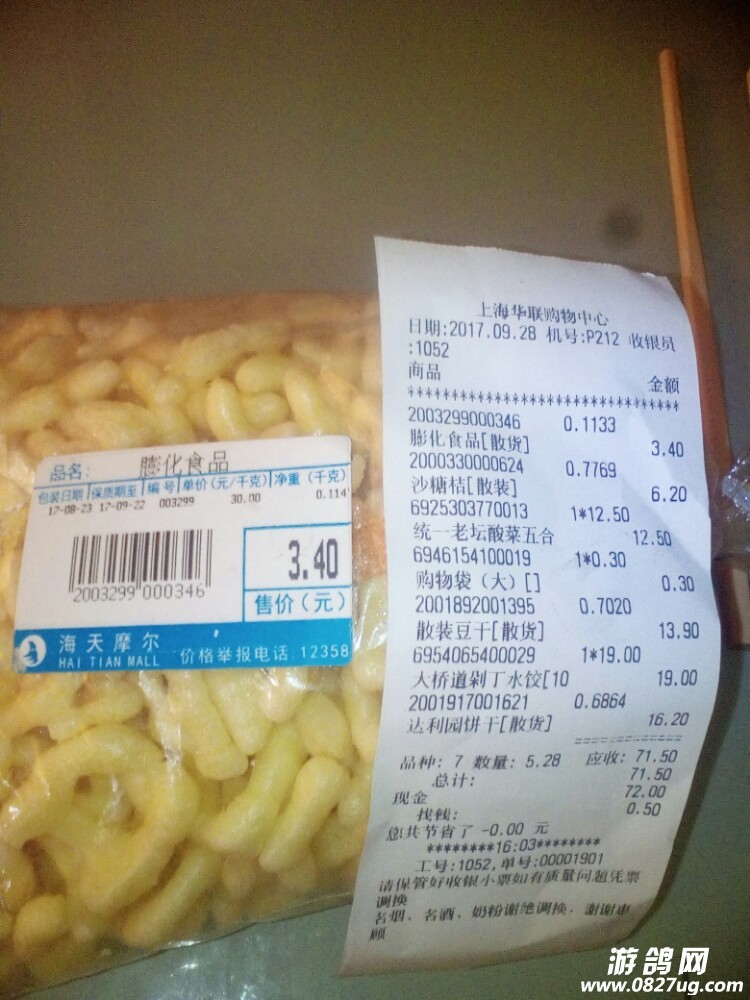 品名: 膨化食品
包装日期 保质期至 编号 单价(元/千克) 净重(千克)
17-08-23 17-09-22 003299 30.00 0.114
2003299 000346
3.40
售价(元)
海天摩尔
HAI TIAN MALL 价格举报电话 12358
上海华联购物中心
日期:2017.09.28 机号:P212 收银员
:1052
商品 金额
***************************************
2003299000346 0.1133
膨化食品[散货] 3.40
2000330000624 0.7769
沙糖桔[散装] 6.20
6925303770013 1*12.50
统一老坛酸菜五合 12.50
6946154100019 1*0.30
购物袋(大)[] 0.30
2001892001395 0.7020
散装豆干[散货] 13.90
6954065400029 1*19.00
大桥道剁丁水饺[10 19.00
2001917001621 0.6864
达利园饼干[散货] 16.20
===============
品种: 7 数量: 5.28 应收: 71.50
总计: 71.50
现金 72.00
找钱: 0.50
总共节省了 -0.00 元
********16:03********
工号:1052,单号:00001901
请保管好收银小票如有质量问题凭票
调换
名烟、名酒、奶粉谢绝调换. 谢谢惠
顾
游鸽网
www.0827ug.com